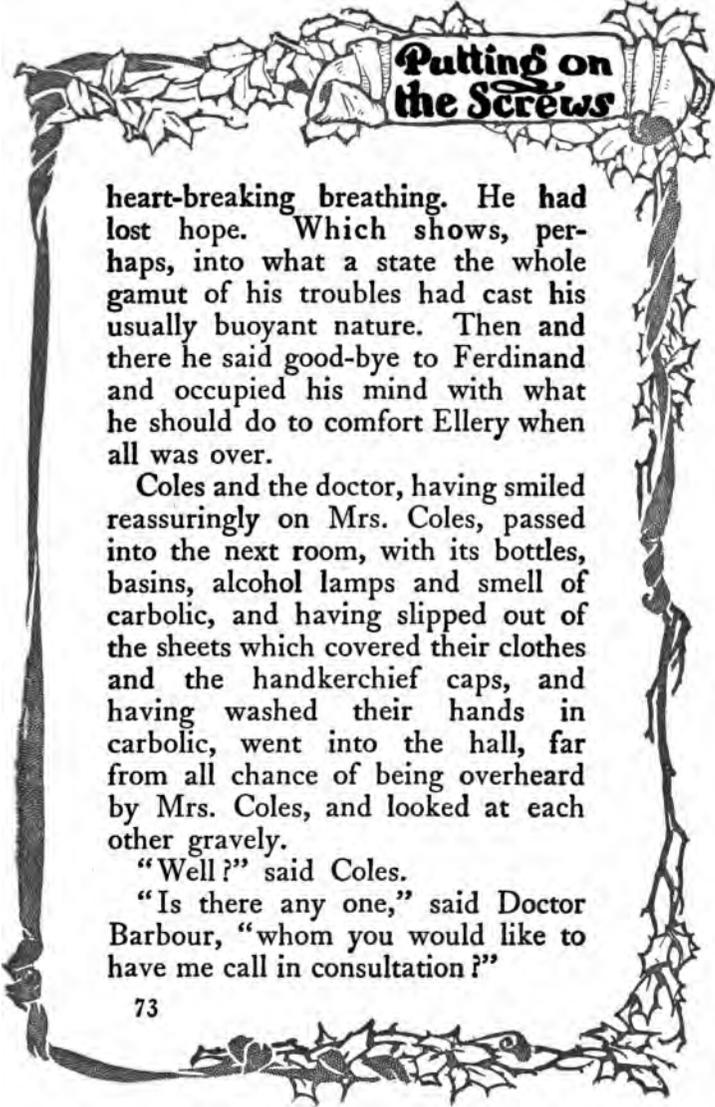 Putting on
the Screws
heart-breaking breathing. He had
lost hope. Which shows, per-
haps, into what a state the whole
gamut of his troubles had cast his
usually buoyant nature. Then and
there he said good-bye to Ferdinand
and occupied his mind with what
he should do to comfort Ellery when
all was over.
Coles and the doctor, having smiled
reassuringly on Mrs. Coles, passed
into the next room, with its bottles,
basins, alcohol lamps and smell of
carbolic, and having slipped out of
the sheets which covered their clothes
and the handkerchief caps, and
having washed their hands in
carbolic, went into the hall, far
from all chance of being overheard
by Mrs. Coles, and looked at each
other gravely.
"Well?" said Coles.
"Is there any one," said Doctor
Barbour, "whom you would like to
have me call in consultation?"
73